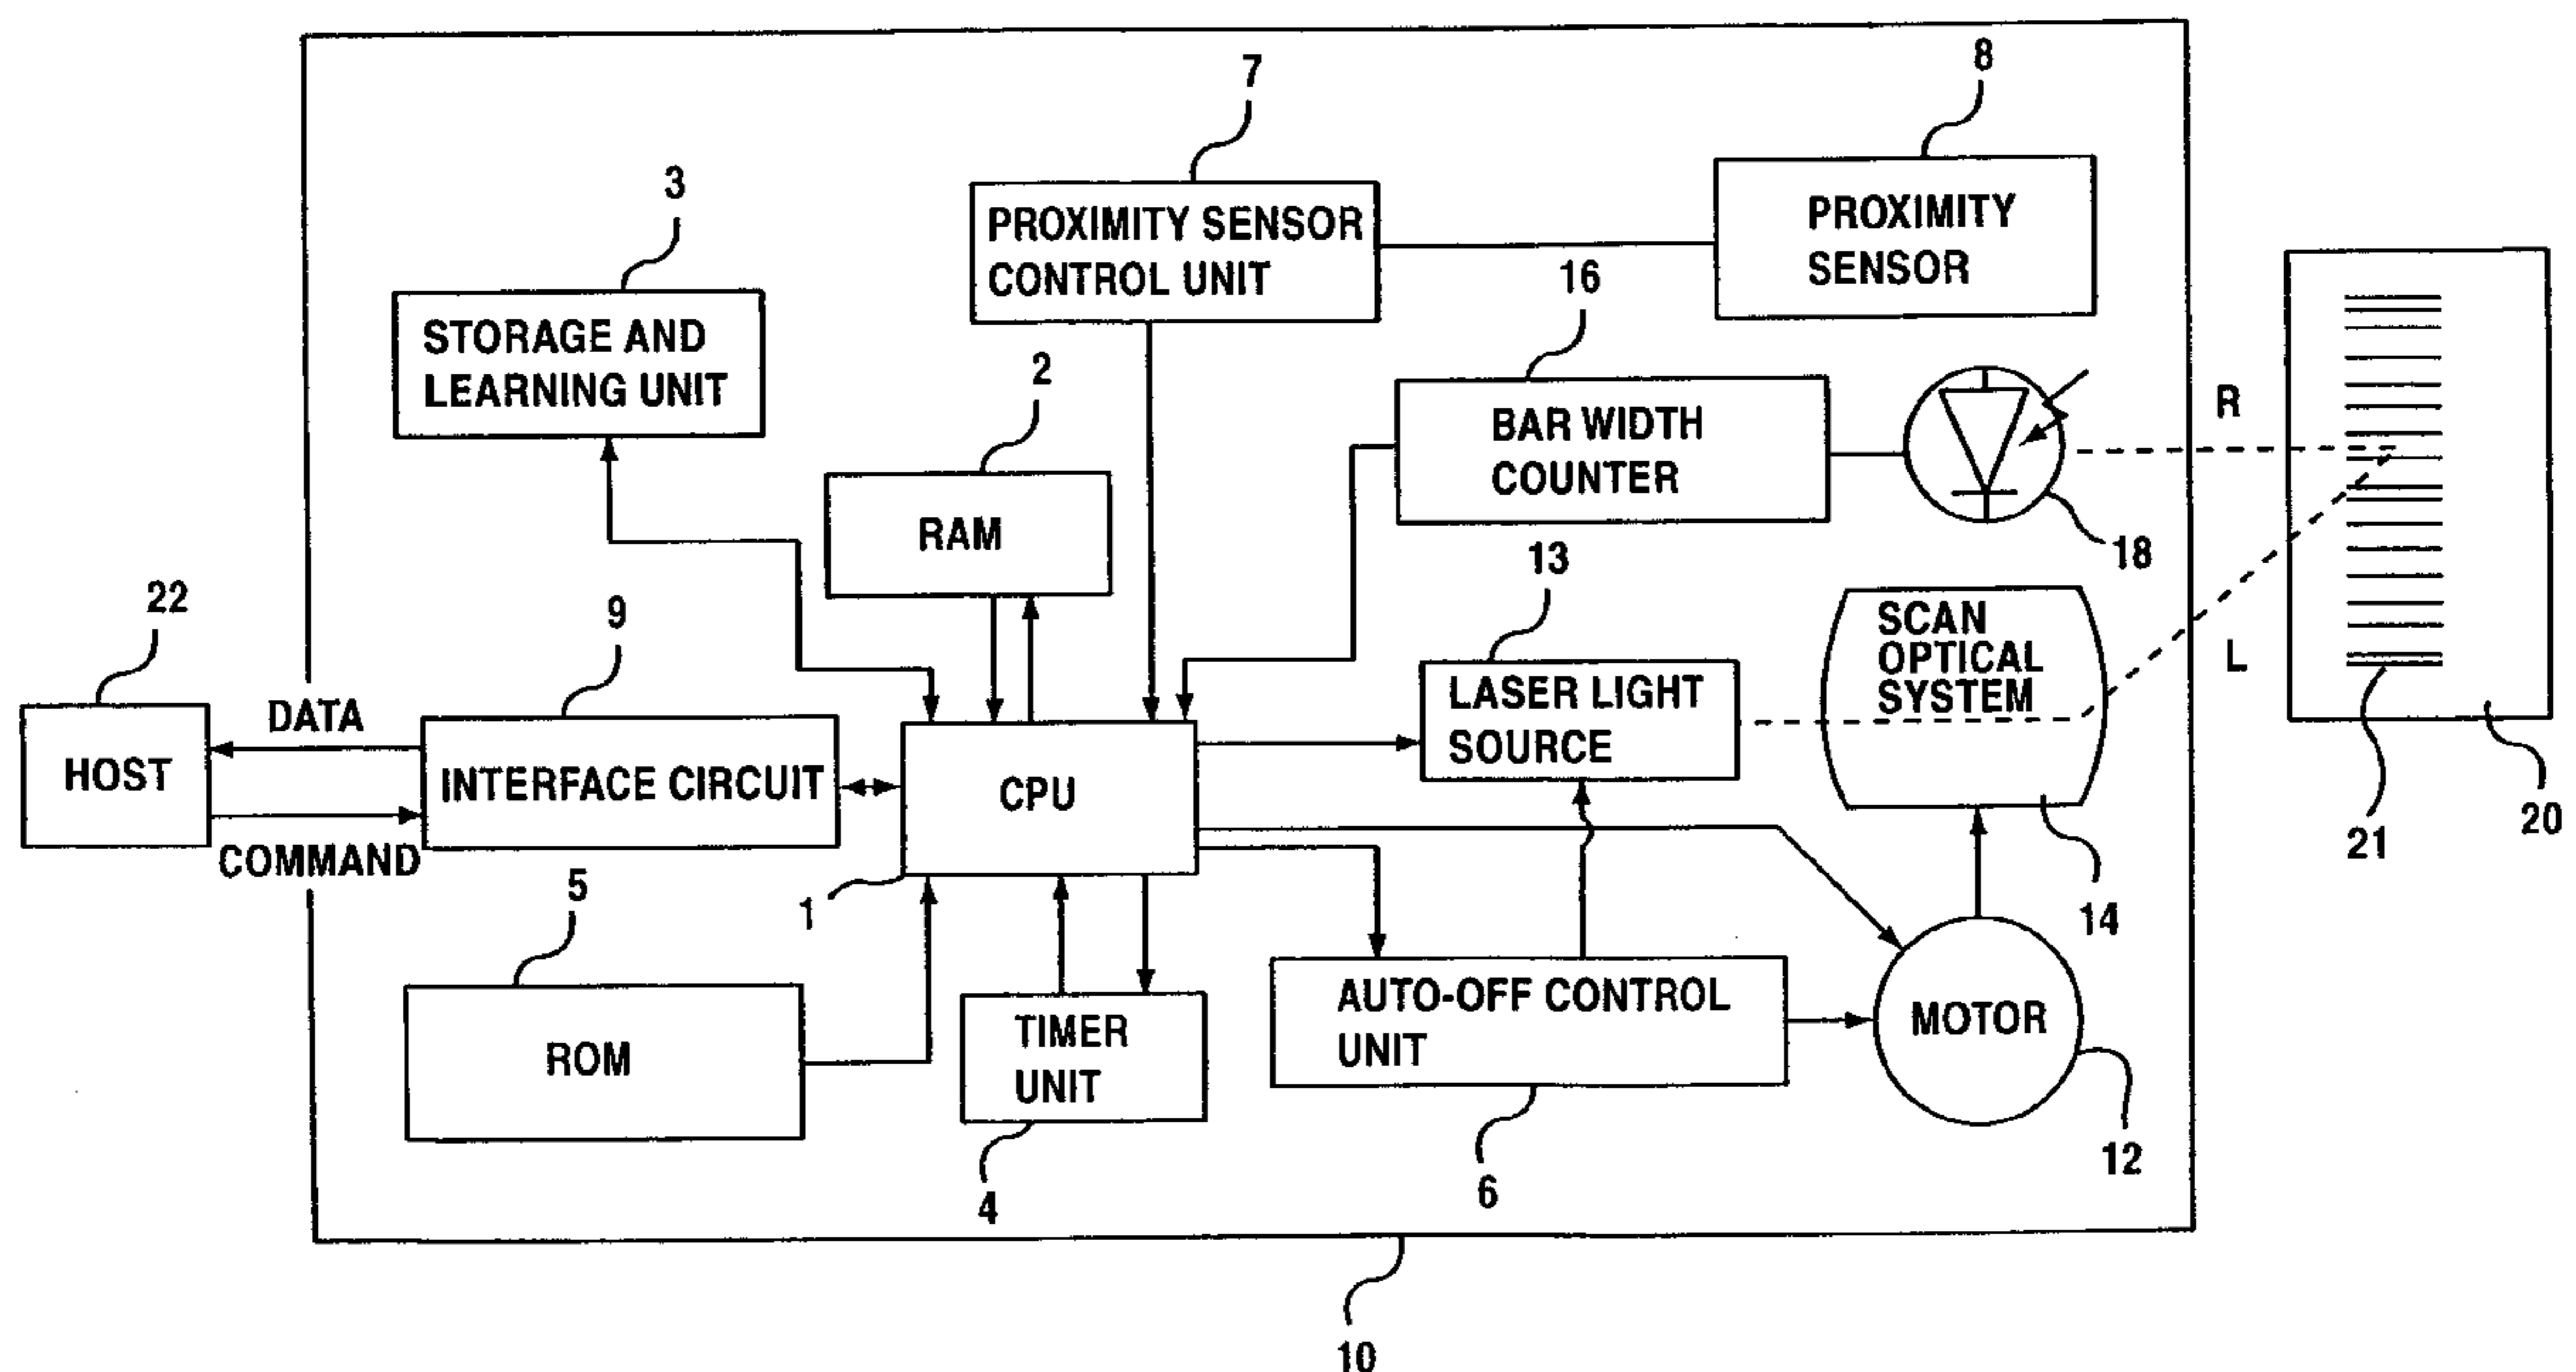 7
8
3
PROXIMITY SENSOR
CONTROL UNIT
PROXIMITY
SENSOR
16
STORAGE AND
LEARNING UNIT
2
BAR WIDTH
COUNTER
R
RAM
18
13
22
9
SCAN
OPTICAL
SYSTEM
L
DATA
LASER LIGHT
SOURCE
HOST
INTERFACE CIRCUIT
CPU
21
20
COMMAND
5
1
14
AUTO-OFF CONTROL
UNIT
MOTOR
ROM
TIMER
UNIT
12
4
6
10